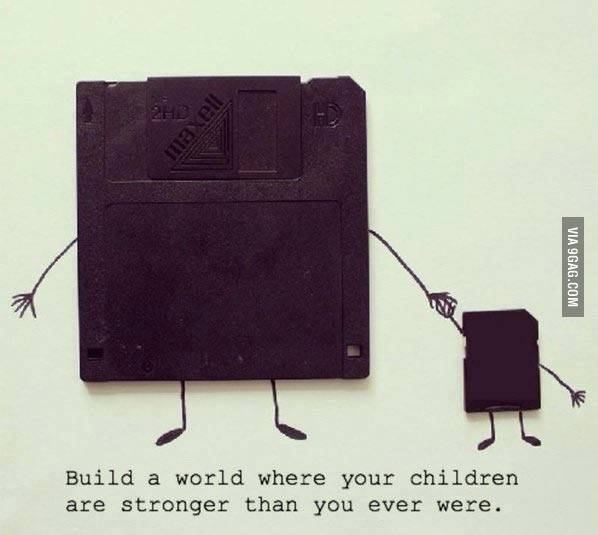 2HD
maxell
HD
VIA 9GAG.COM
Build a world where your children
are stronger than you ever were.